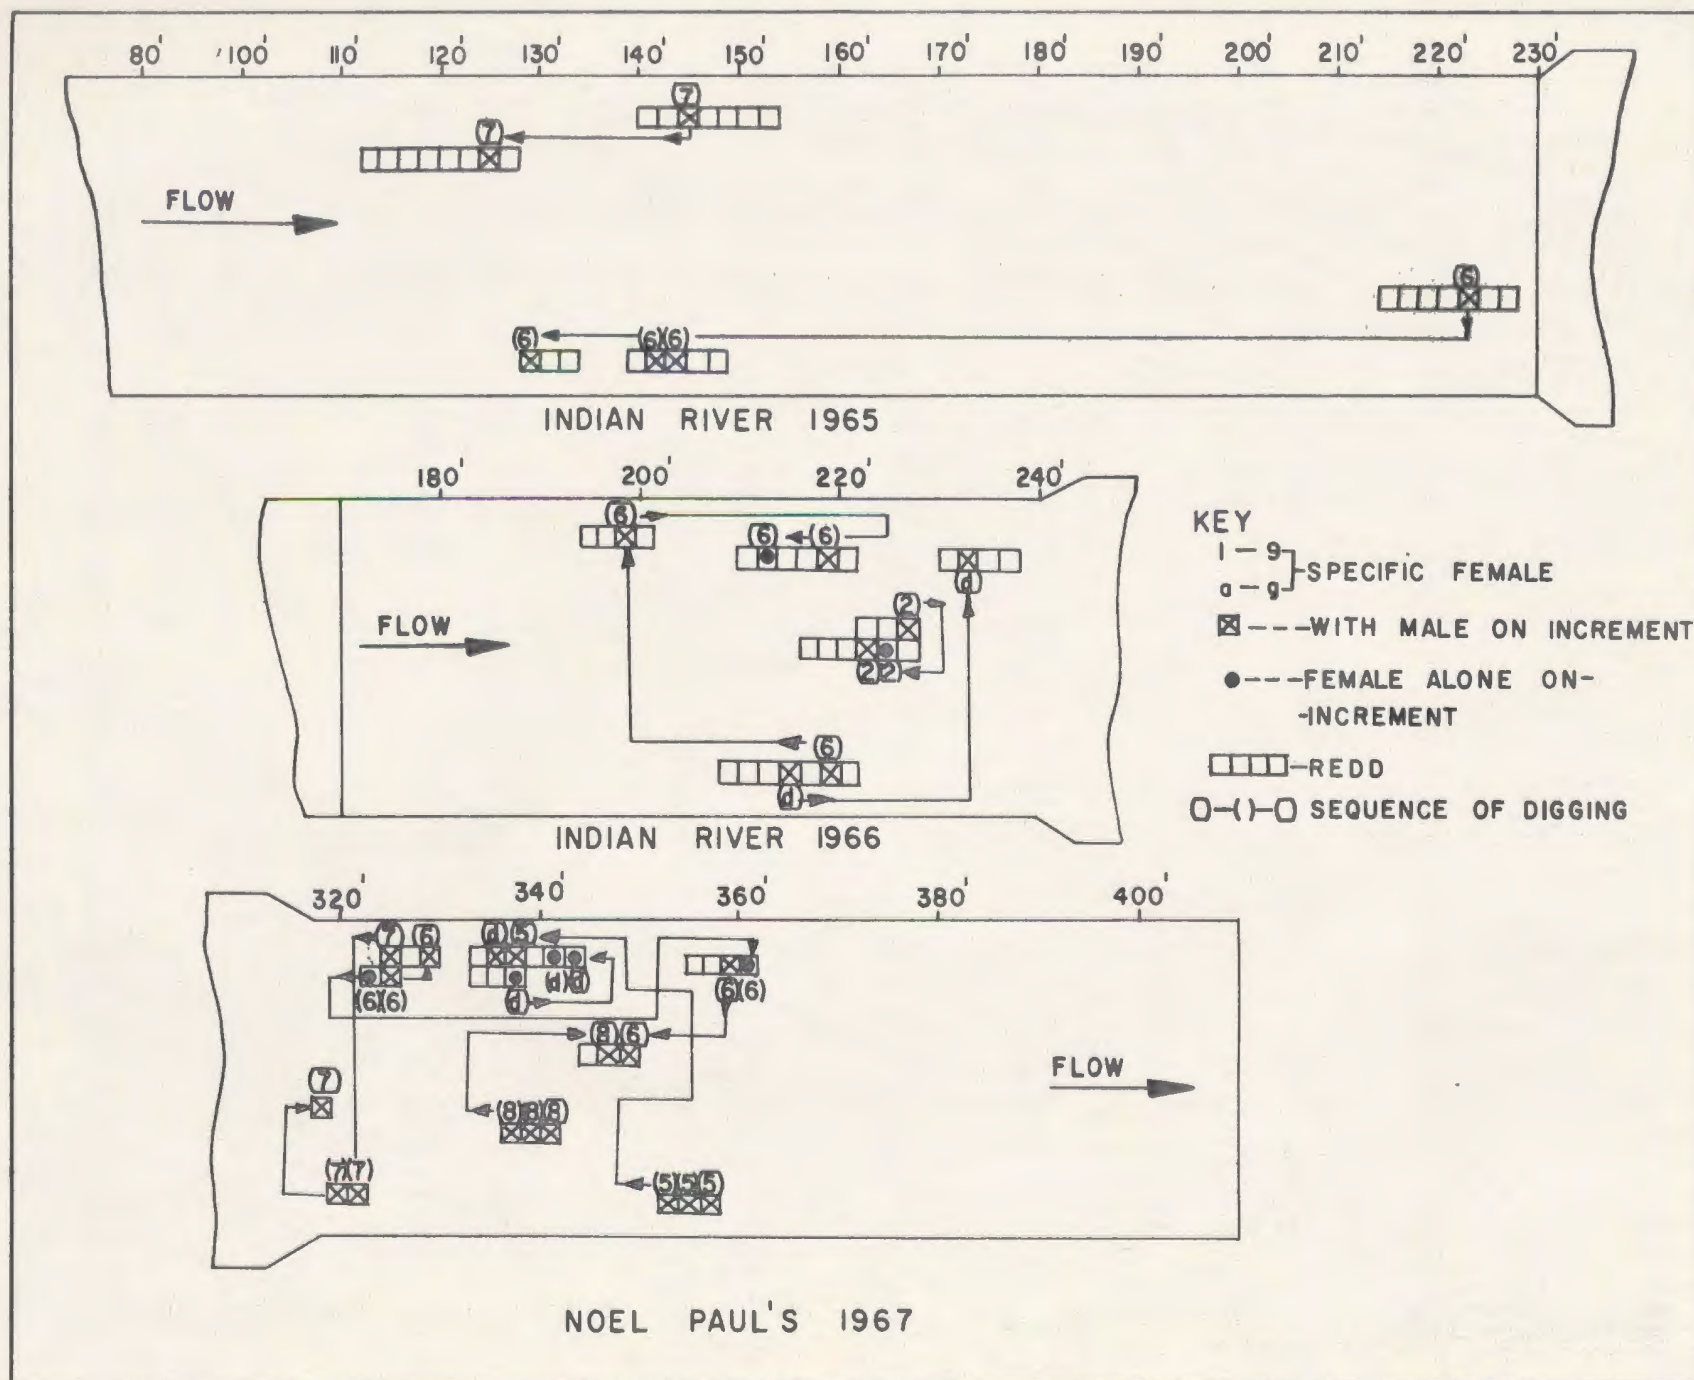 80' '100' 110' 120' 130' 140' 150' 160' 170' 180' 190' 200' 210' 220' 230'
(7)
(7)
FLOW
(6)
(6) (6)(6)
INDIAN RIVER 1965
180' 200' 220' 240'
(6)
(6) (6)
(d)
(2)
FLOW
(2)(2)
(6)
(d)
INDIAN RIVER 1966
KEY
1 — 9
a — g
SPECIFIC FEMALE
---WITH MALE ON INCREMENT
---FEMALE ALONE ON-
-INCREMENT
—REDD
()—()—() SEQUENCE OF DIGGING
320' 340' 360' 380' 400'
(7) (6) (d)(5)
(6)(6) (d) (d)(d) (6)(6)
(8)(6)
FLOW
(7)
(8)(8)(8)
(7)(7) (5)(5)(5)
NOEL PAUL'S 1967